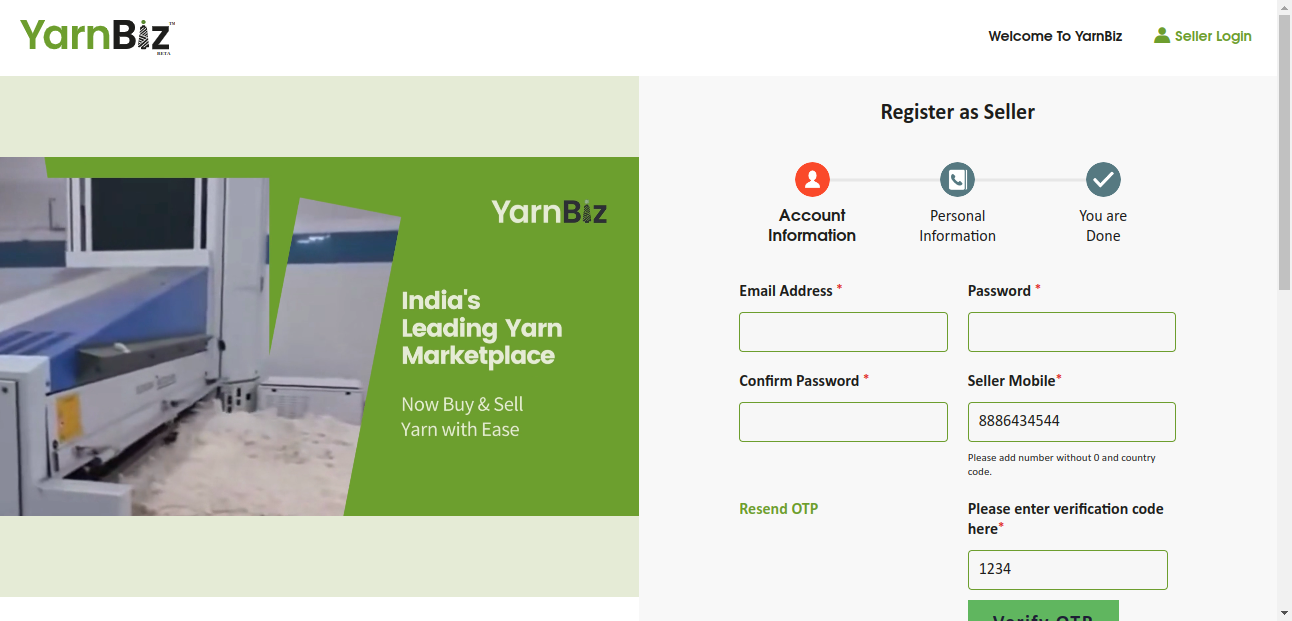 YarnBiz™
BETA
Welcome To YarnBiz
Seller Login
YarnBiz
India's
Leading Yarn
Marketplace
Now Buy & Sell
Yarn with Ease
Register as Seller
Account
Information
Personal
Information
You are
Done
Email Address *
Password *
Confirm Password *
Seller Mobile*
8886434544
Please add number without 0 and country
code.
Resend OTP
Please enter verification code
here*
1234
Verify OTP